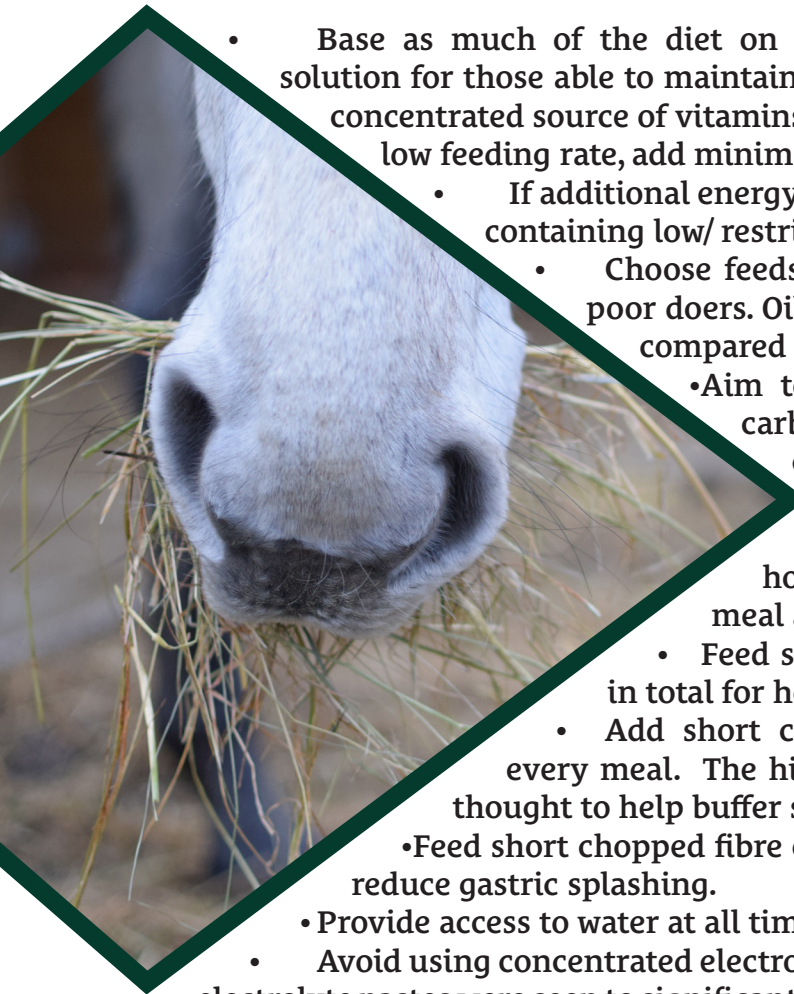 • Base as much of the diet on
solution for those able to maintain
concentrated source of vitamins
low feeding rate, add minim
• If additional energy
containing low/ restri
• Choose feeds
poor doers. Oi
compared
•Aim t
carb
ho
meal
• Feed s
in total for h
• Add short c
every meal. The hi
thought to help buffer s
•Feed short chopped fibre
reduce gastric splashing.
• Provide access to water at all tim
• Avoid using concentrated electro